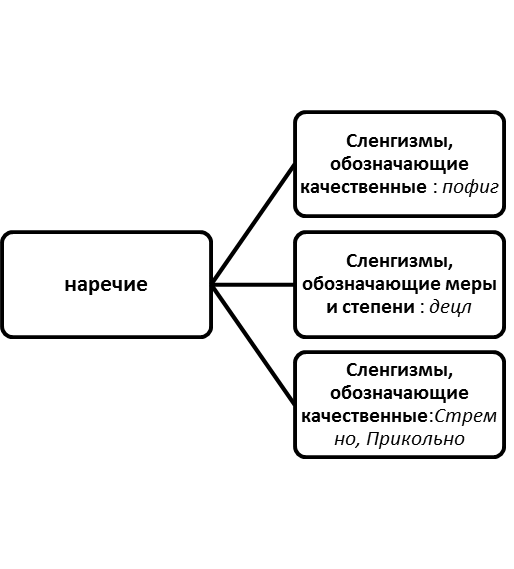 наречие
Сленгизмы,
обозначающие
качественные : пофиг
Сленгизмы,
обозначающие меры
и степени : децл
Сленгизмы,
обозначающие
качественные:Стрем
но, Прикольно